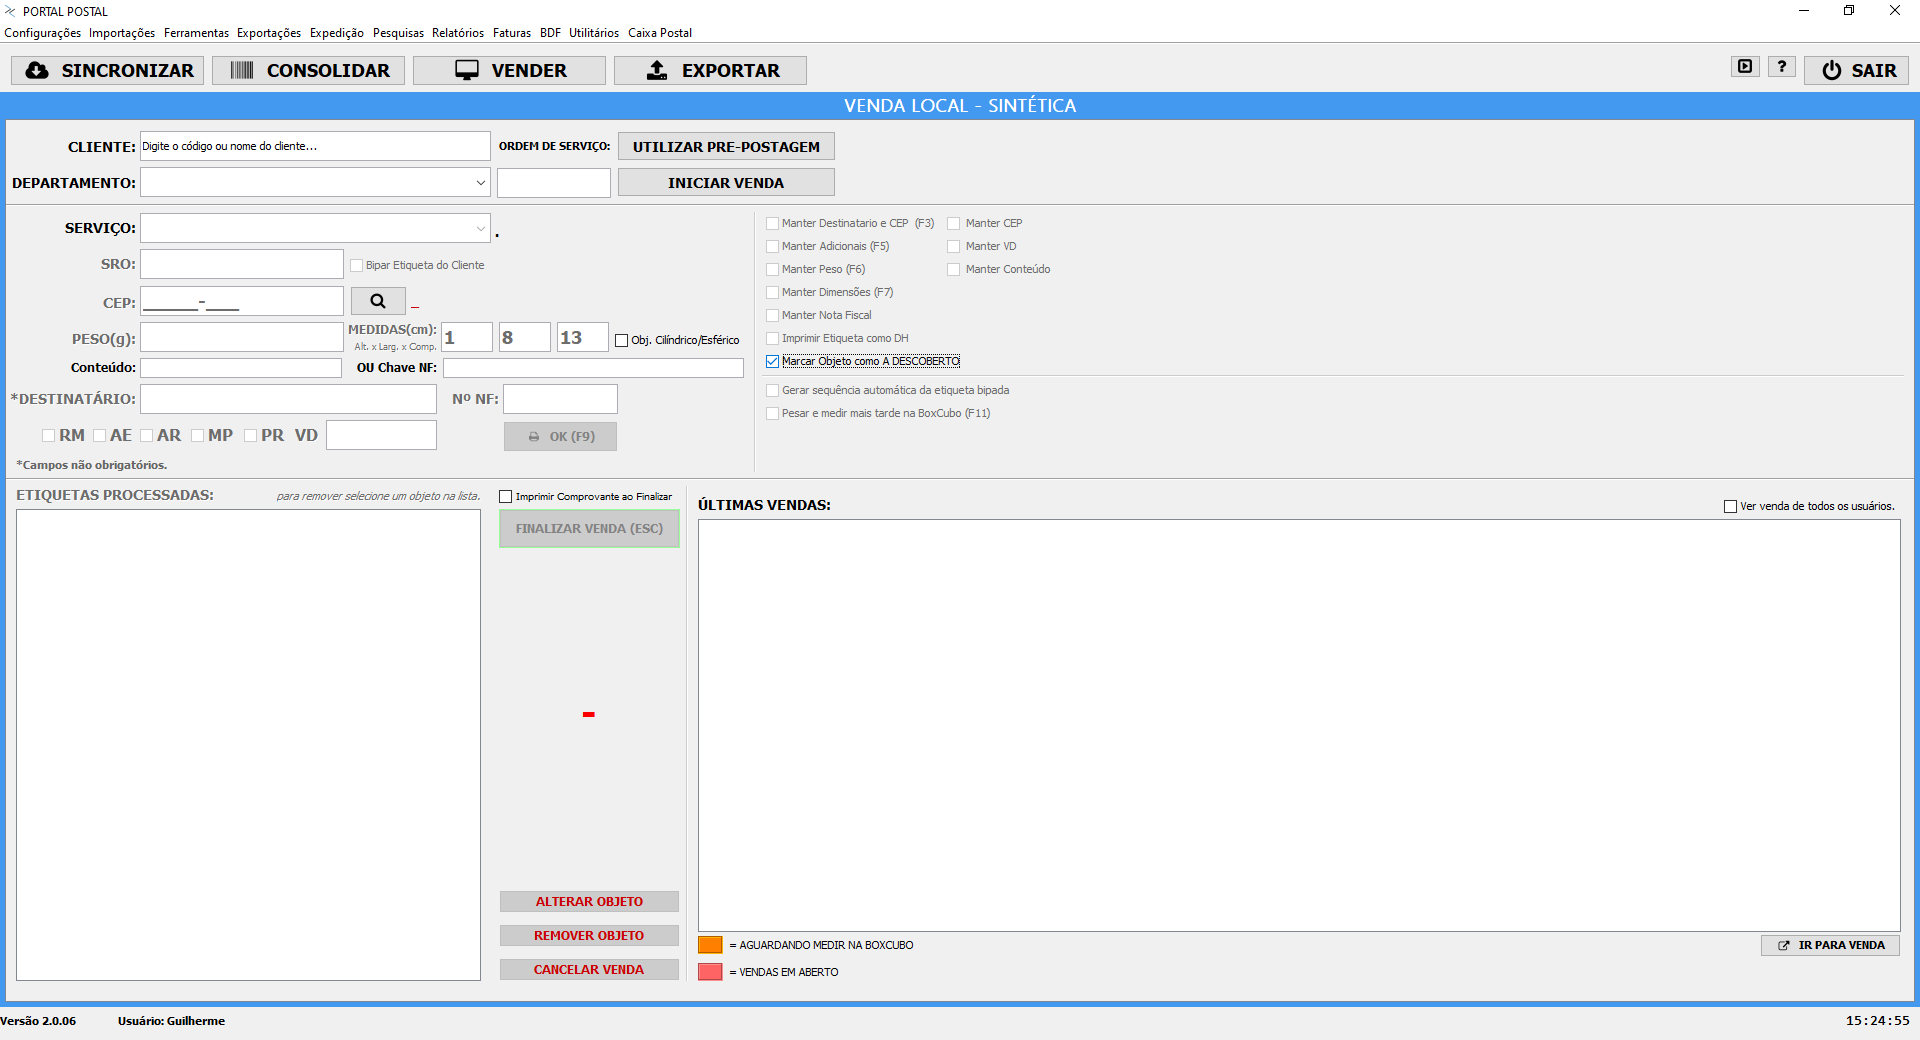 PORTAL POSTAL
Configurações Importações Ferramentas Exportações Expedição Pesquisas Relatórios Faturas BDF Utilitários Caixa Postal
SINCRONIZAR CONSOLIDAR VENDER EXPORTAR ? SAIR
VENDA LOCAL - SINTÉTICA
CLIENTE: Digite o código ou nome do cliente... ORDEM DE SERVIÇO: UTILIZAR PRE-POSTAGEM
DEPARTAMENTO: INICIAR VENDA
SERVIÇO: .
SRO: Bipar Etiqueta do Cliente
CEP: _____-___ _
PESO(g): MEDIDAS(cm): 1 8 13 Obj. Cilíndrico/Esférico
Alt. x Larg. x Comp.
Conteúdo: OU Chave NF:
*DESTINATÁRIO: Nº NF:
RM AE AR MP PR VD OK (F9)
*Campos não obrigatórios.
Manter Destinatario e CEP (F3) Manter CEP
Manter Adicionais (F5) Manter VD
Manter Peso (F6) Manter Conteúdo
Manter Dimensões (F7)
Manter Nota Fiscal
Imprimir Etiqueta como DH
Marcar Objeto como A DESCOBERTO
Gerar sequência automática da etiqueta bipada
Pesar e medir mais tarde na BoxCubo (F11)
ETIQUETAS PROCESSADAS: para remover selecione um objeto na lista.
Imprimir Comprovante ao Finalizar
FINALIZAR VENDA (ESC)
-
ALTERAR OBJETO
REMOVER OBJETO
CANCELAR VENDA
ÚLTIMAS VENDAS: Ver venda de todos os usuários.
= AGUARDANDO MEDIR NA BOXCUBO IR PARA VENDA
= VENDAS EM ABERTO
Versão 2.0.06 Usuário: Guilherme 15:24:55